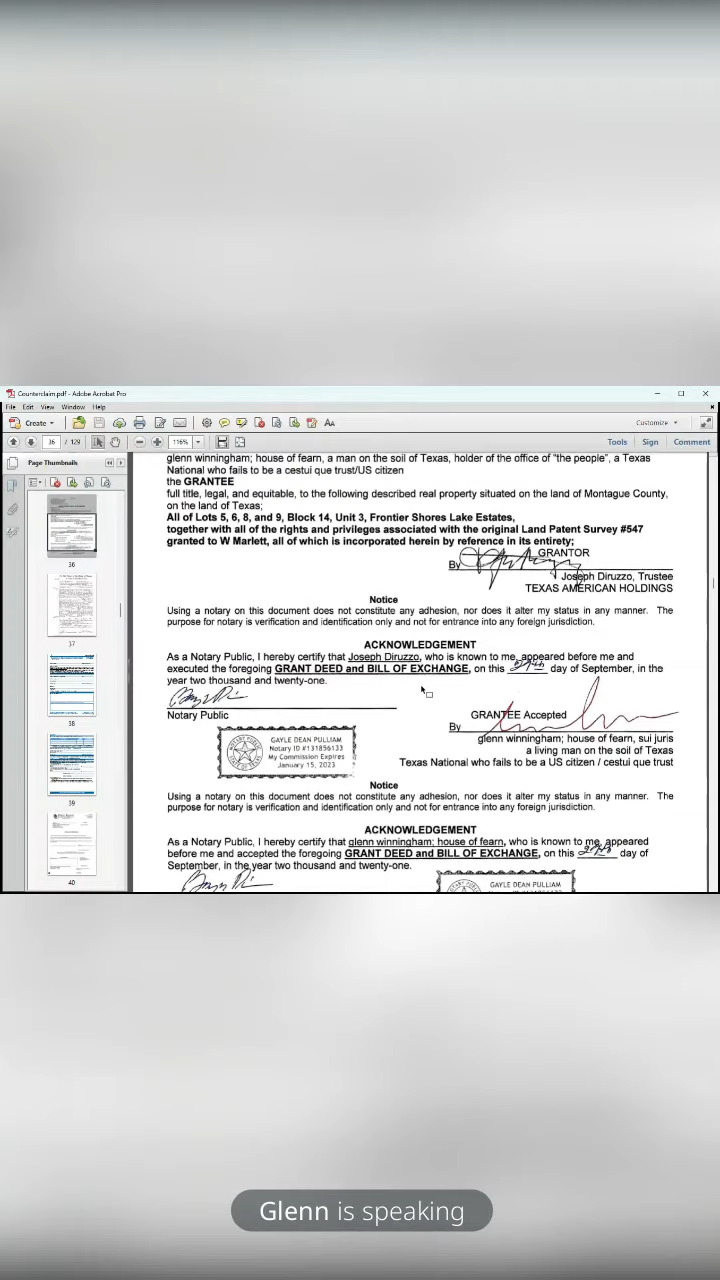 Counterclaim.pdf - Adobe Acrobat Pro
File Edit View Window Help
Create
Customize
36 / 129
116%
Tools Sign Comment
Page Thumbnails
36
37
38
39
40
glenn winningham; house of fearn, a man on the soil of Texas, holder of the office of "the people", a Texas
National who fails to be a cestui que trust/US citizen
the GRANTEE
full title, legal, and equitable, to the following described real property situated on the land of Montague County,
on the land of Texas;
All of Lots 5, 6, 8, and 9, Block 14, Unit 3, Frontier Shores Lake Estates,
together with all of the rights and privileges associated with the original Land Patent Survey #547
granted to W Marlett, all of which is incorporated herein by reference in its entirety;
GRANTOR
By
Joseph Diruzzo, Trustee
TEXAS AMERICAN HOLDINGS
Notice
Using a notary on this document does not constitute any adhesion, nor does it alter my status in any manner. The
purpose for notary is verification and identification only and not for entrance into any foreign jurisdiction.
ACKNOWLEDGEMENT
As a Notary Public, I hereby certify that Joseph Diruzzo, who is known to me, appeared before me and
executed the foregoing GRANT DEED and BILL OF EXCHANGE, on this day of September, in the
year two thousand and twenty-one.
Notary Public
GRANTEE Accepted
By
glenn winningham; house of fearn, sui juris
a living man on the soil of Texas
Texas National who fails to be a US citizen / cestui que trust
GAYLE DEAN PULLIAM
Notary ID #131856133
My Commission Expires
January 15, 2023
Notice
Using a notary on this document does not constitute any adhesion, nor does it alter my status in any manner. The
purpose for notary is verification and identification only and not for entrance into any foreign jurisdiction.
ACKNOWLEDGEMENT
As a Notary Public, I hereby certify that glenn winningham; house of fearn, who is known to me, appeared
before me and accepted the foregoing GRANT DEED and BILL OF EXCHANGE, on this day of
September, in the year two thousand and twenty-one.
GAYLE DEAN PULLIAM
Glenn is speaking